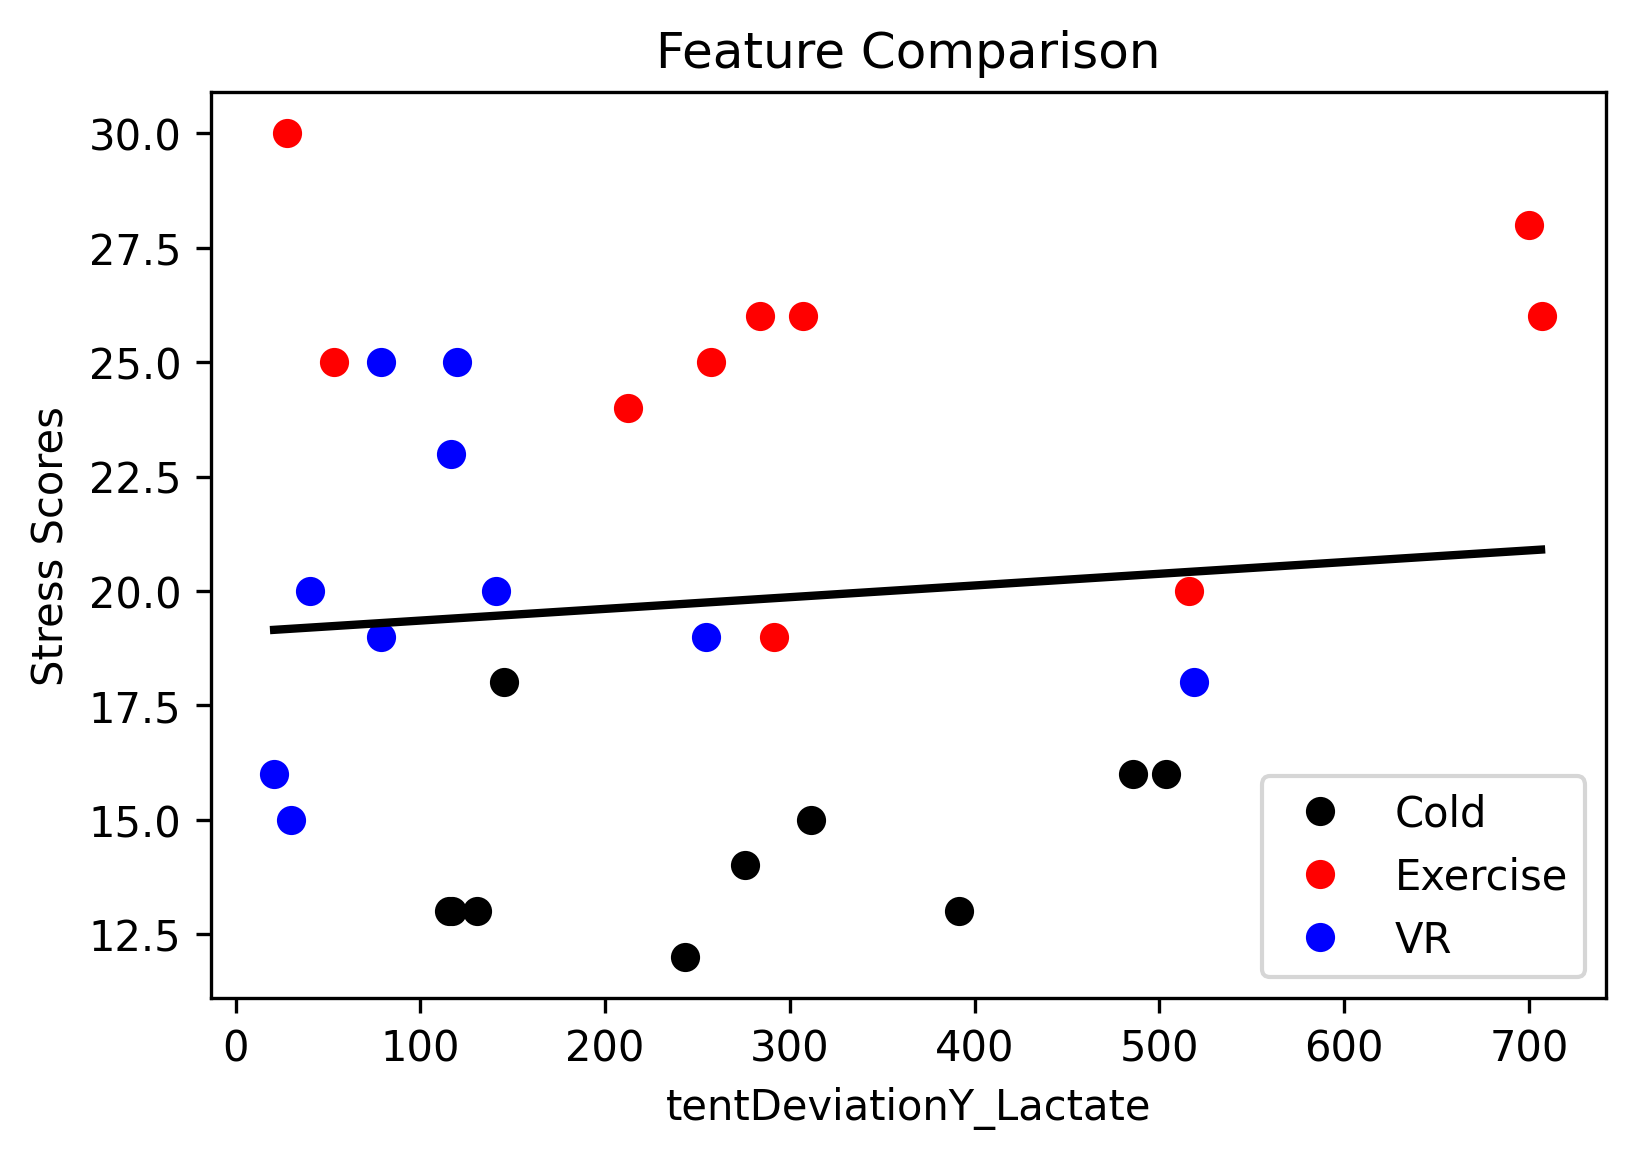 Feature Comparison
30.0
27.5
25.0
22.5
20.0
17.5
15.0
12.5
Stress Scores
Cold
Exercise
VR
0 100 200 300 400 500 600 700
tentDeviationY_Lactate